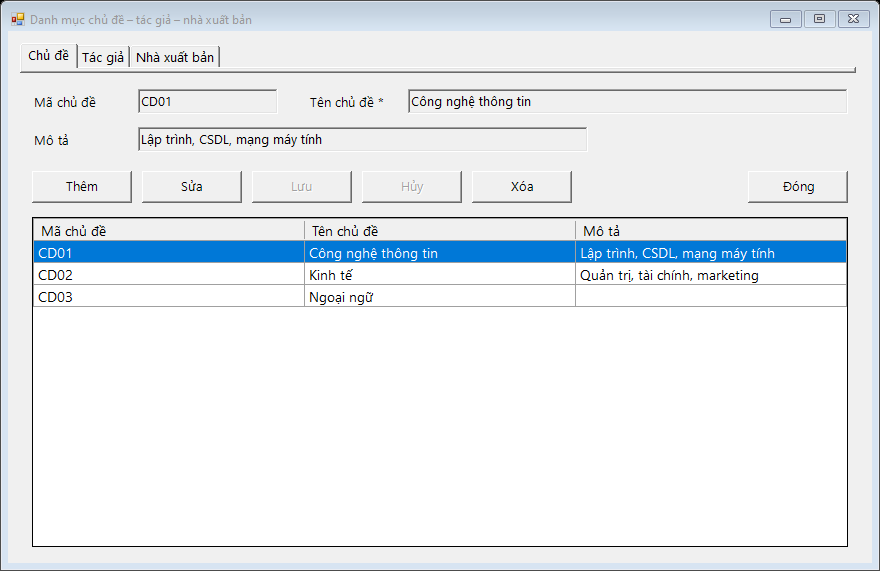 Danh mục chủ đề – tác giả – nhà xuất bản
Chủ đề Tác giả Nhà xuất bản
Mã chủ đề CD01 Tên chủ đề * Công nghệ thông tin
Mô tả Lập trình, CSDL, mạng máy tính
Thêm Sửa Lưu Hủy Xóa Đóng
Mã chủ đề Tên chủ đề Mô tả
CD01 Công nghệ thông tin Lập trình, CSDL, mạng máy tính
CD02 Kinh tế Quản trị, tài chính, marketing
CD03 Ngoại ngữ